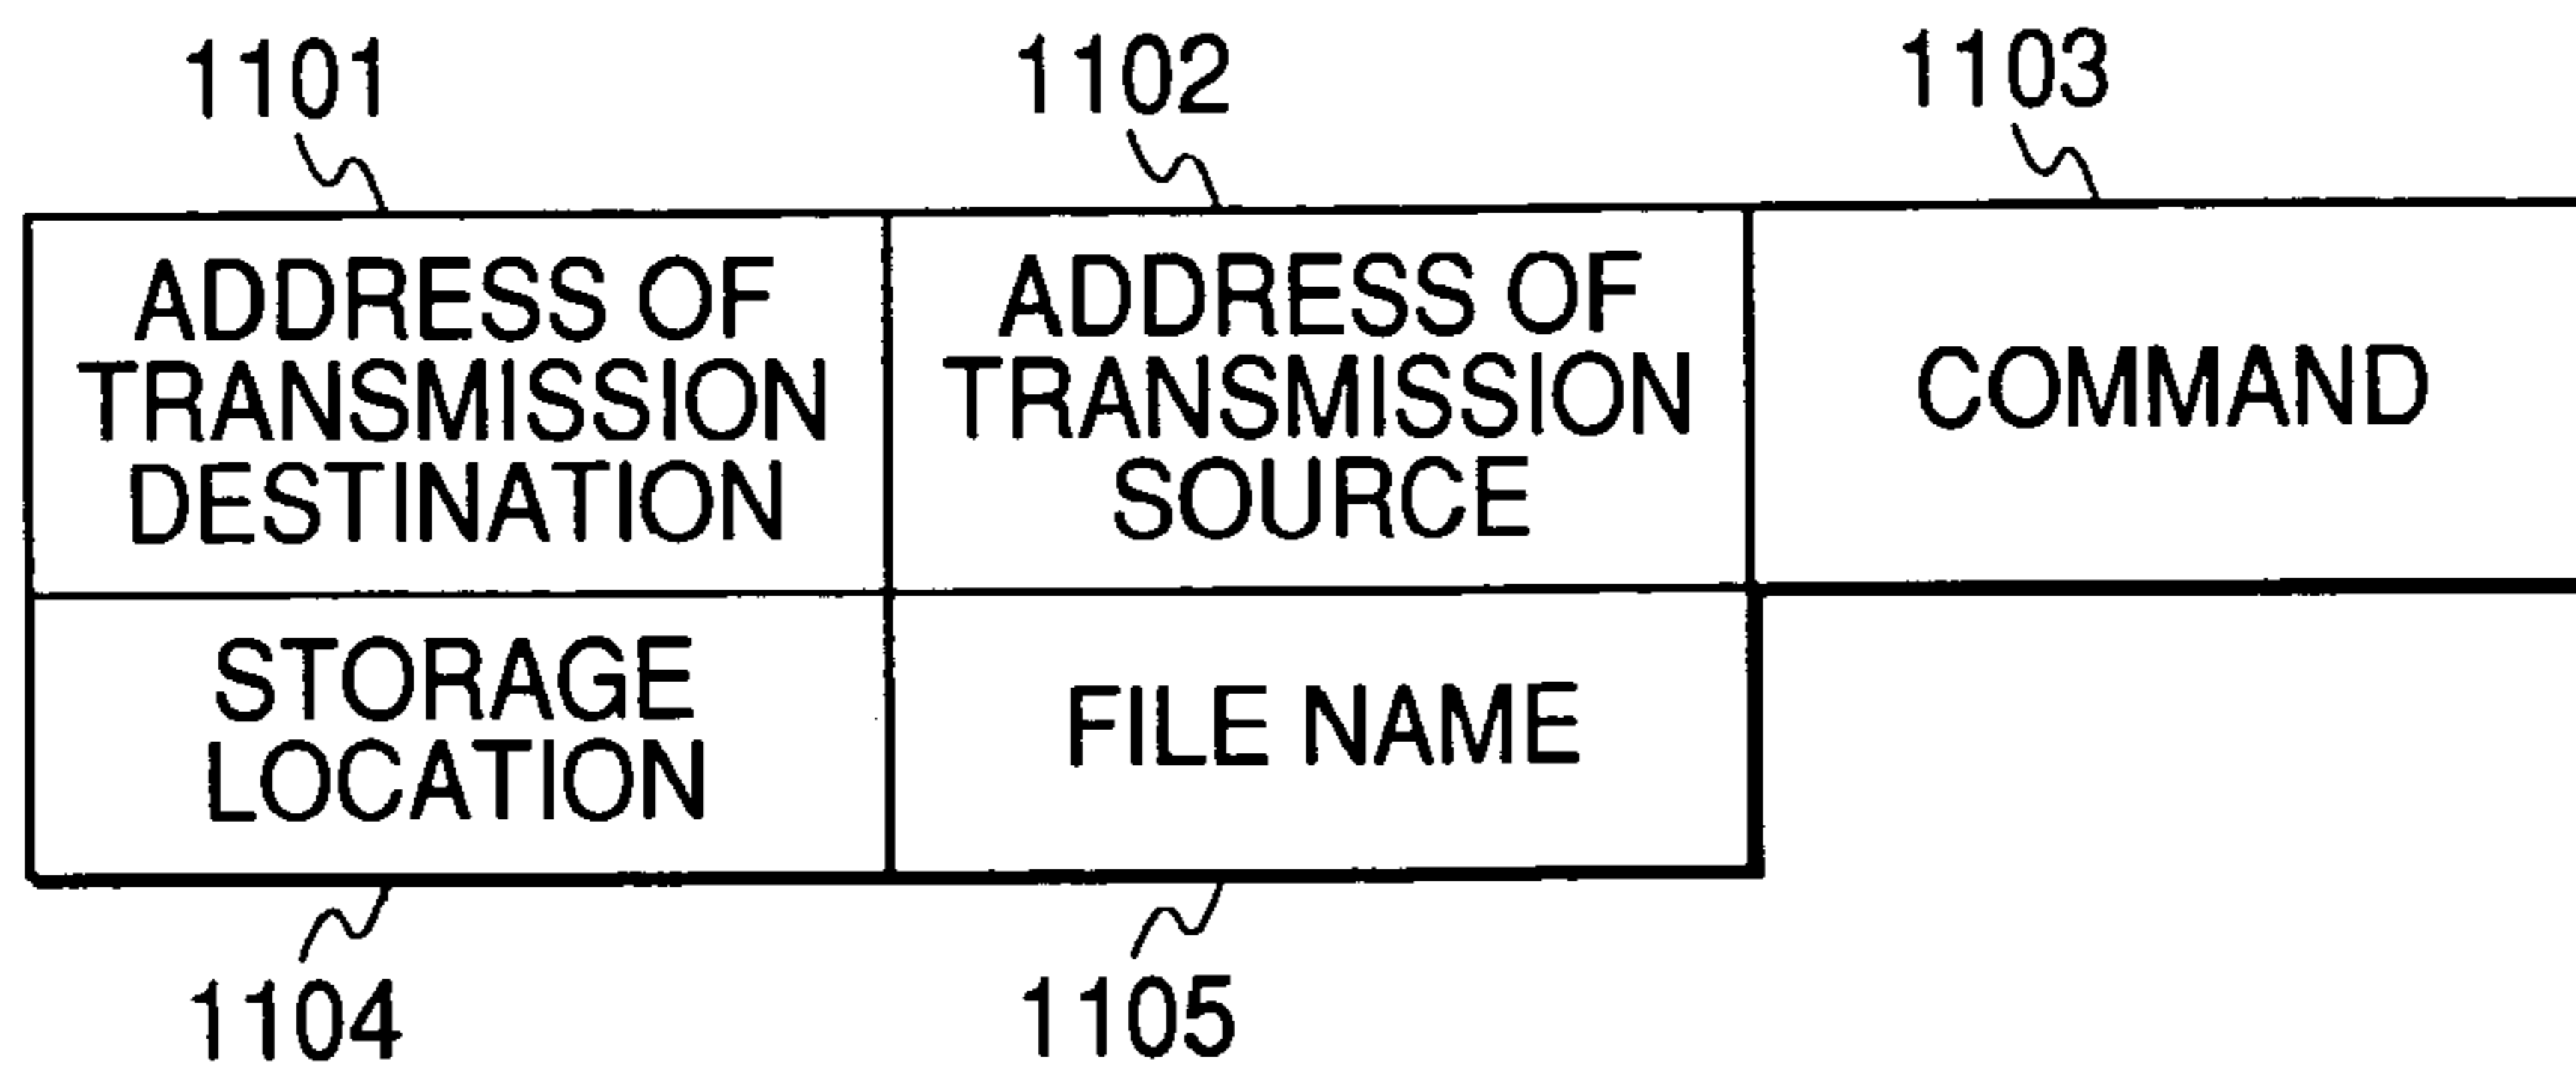 1101
1102
1103
ADDRESS OF
TRANSMISSION
DESTINATION
ADDRESS OF
TRANSMISSION
SOURCE
COMMAND
STORAGE
LOCATION
FILE NAME
1104
1105